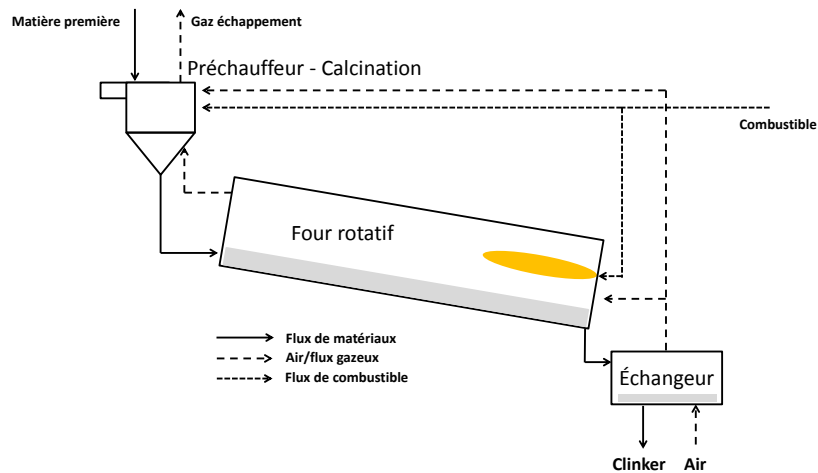 Matière première
Gaz échappement
Préchauffeur - Calcination
Combustible
Four rotatif
Flux de matériaux
Air/flux gazeux
Flux de combustible
Échangeur
Clinker
Air